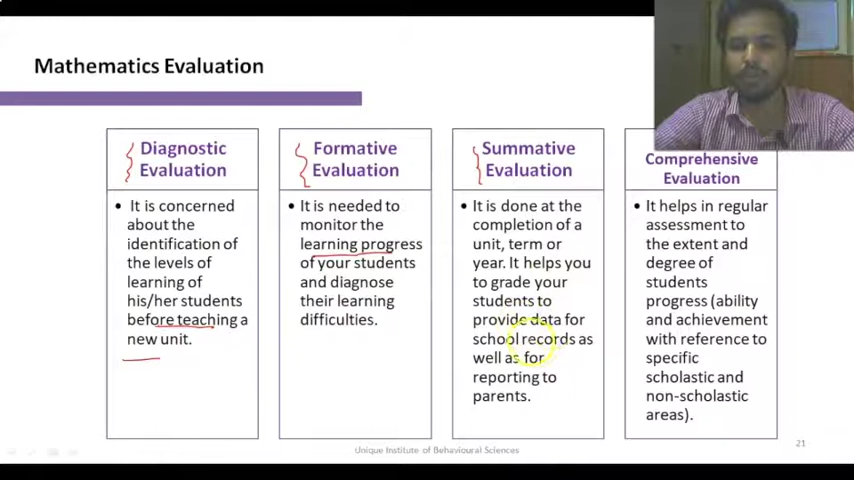 Mathematics Evaluation
Diagnostic
Evaluation
• It is concerned
about the
identification of
the levels of
learning of
his/her students
before teaching a
new unit.
Formative
Evaluation
• It is needed to
monitor the
learning progress
of your students
and diagnose
their learning
difficulties.
Summative
Evaluation
• It is done at the
completion of a
unit, term or
year. It helps you
to grade your
students to
provide data for
school records as
well as for
reporting to
parents.
Comprehensive
Evaluation
• It helps in regular
assessment to
the extent and
degree of
students
progress (ability
and achievement
with reference to
specific
scholastic and
non-scholastic
areas).
Unique Institute of Behavioural Sciences
21